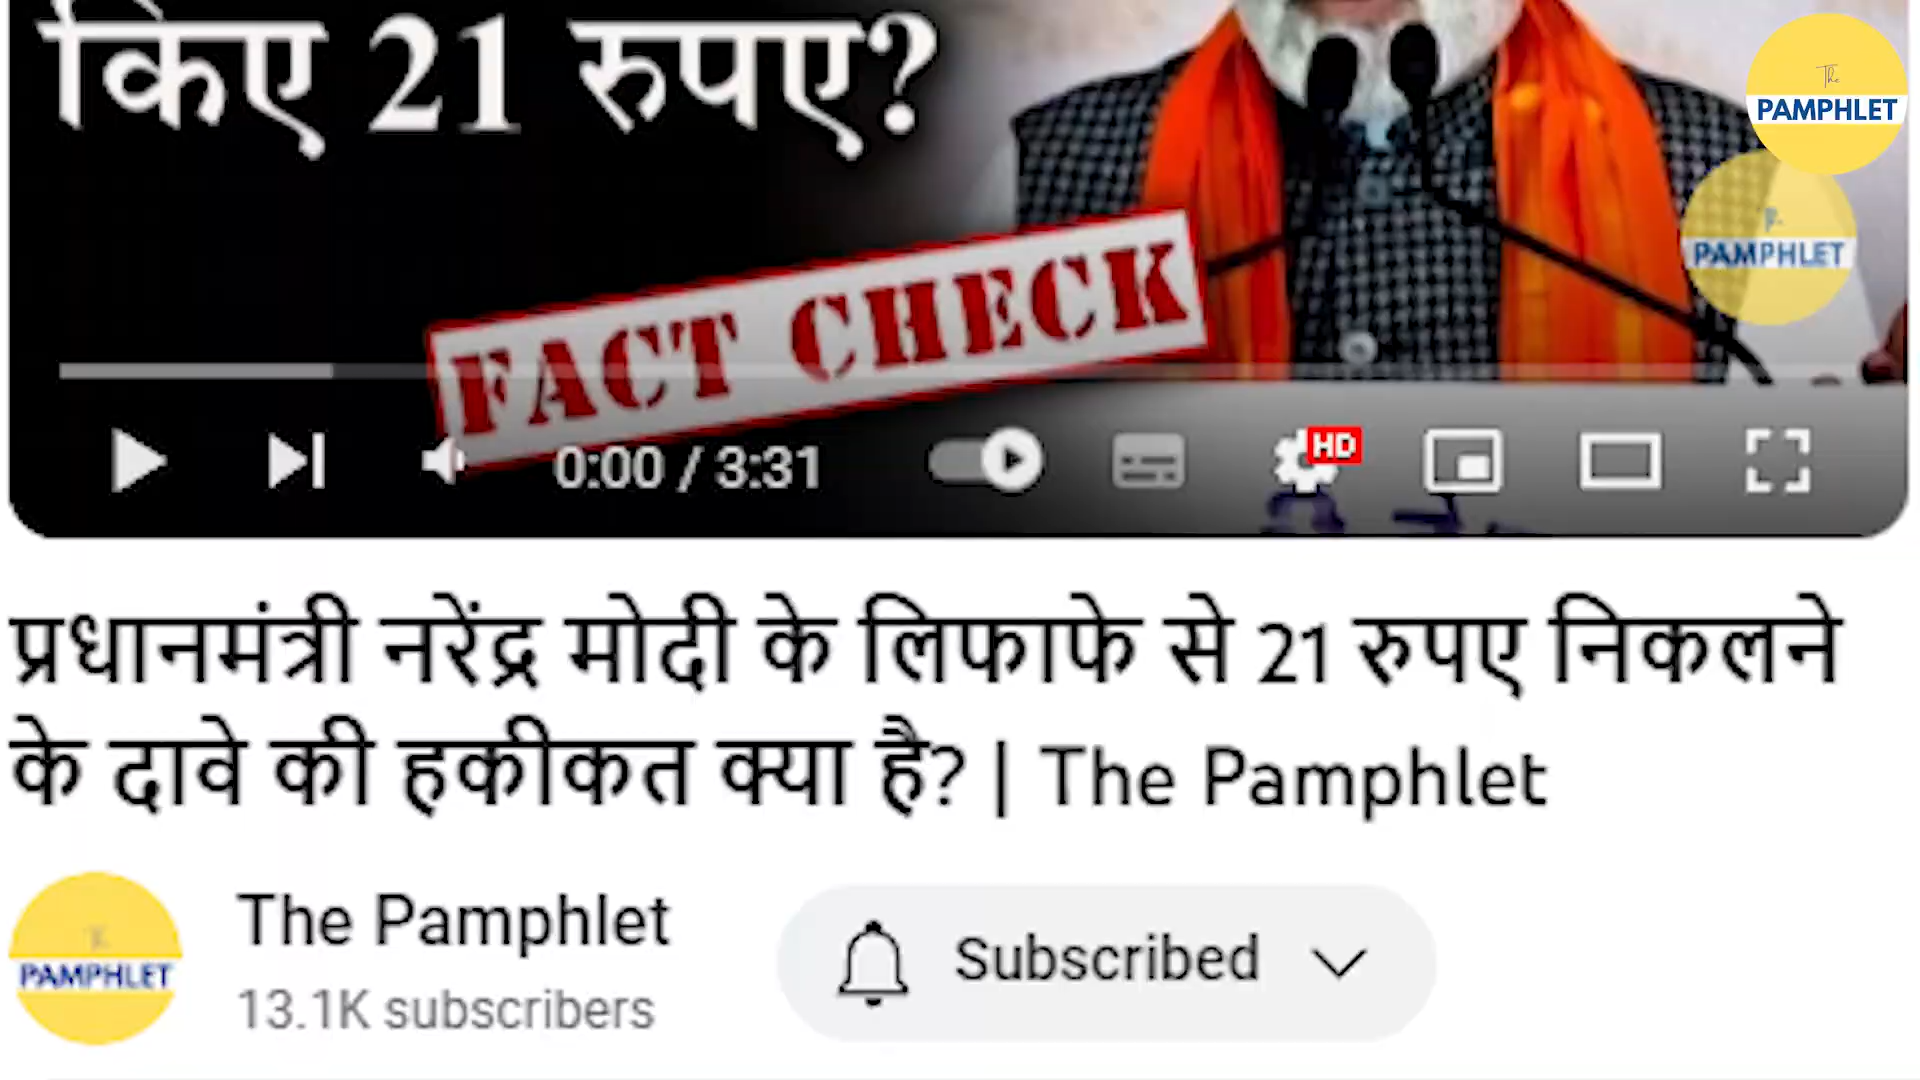 किए 21 रुपए?
The
PAMPHLET
PAMPHLET
FACT CHECK
0:00 / 3:31
HD
प्रधानमंत्री नरेंद्र मोदी के लिफाफे से 21 रुपए निकलने
के दावे की हकीकत क्या है? | The Pamphlet
The Pamphlet
PAMPHLET
13.1K subscribers
Subscribed